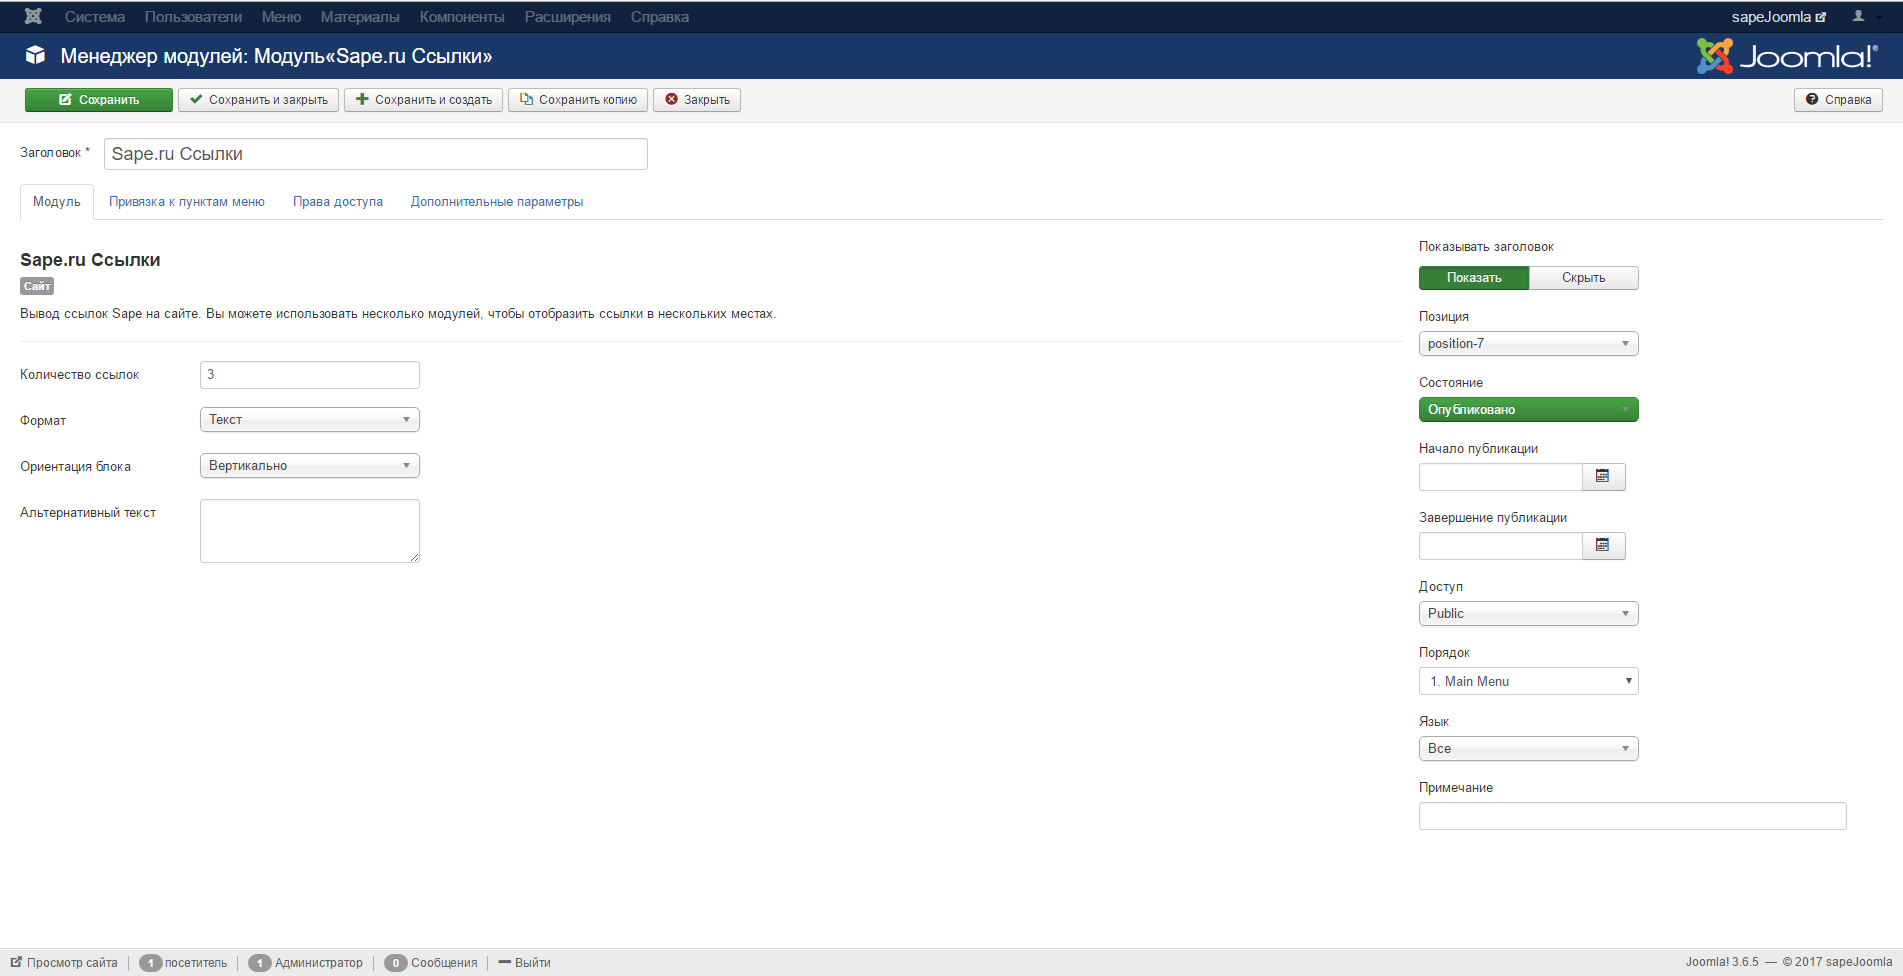 Система Пользователи Меню Материалы Компоненты Расширения Справка sapeJoomla
Менеджер модулей: Модуль«Sape.ru Ссылки» Joomla!®
Сохранить Сохранить и закрыть Сохранить и создать Сохранить копию Закрыть Справка
Заголовок * Sape.ru Ссылки
Модуль Привязка к пунктам меню Права доступа Дополнительные параметры
Sape.ru Ссылки
Сайт
Вывод ссылок Sape на сайте. Вы можете использовать несколько модулей, чтобы отобразить ссылки в нескольких местах.
Количество ссылок 3
Формат Текст
Ориентация блока Вертикально
Альтернативный текст
Показывать заголовок
Показать Скрыть
Позиция
position-7
Состояние
Опубликовано
Начало публикации
Завершение публикации
Доступ
Public
Порядок
1. Main Menu
Язык
Все
Примечание
Просмотр сайта 1 посетитель 1 Администратор 0 Сообщения Выйти Joomla! 3.6.5 — © 2017 sapeJoomla